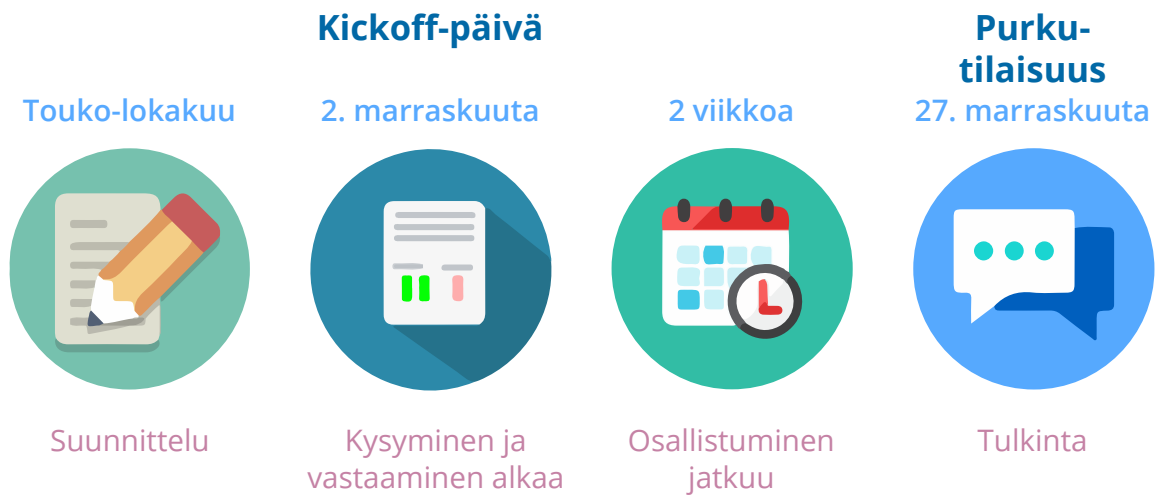 Kickoff-päivä
Purku-
tilaisuus
Touko-lokakuu
2. marraskuuta
2 viikkoa
27. marraskuuta
Suunnittelu
Kysyminen ja
vastaaminen alkaa
Osallistuminen
jatkuu
Tulkinta